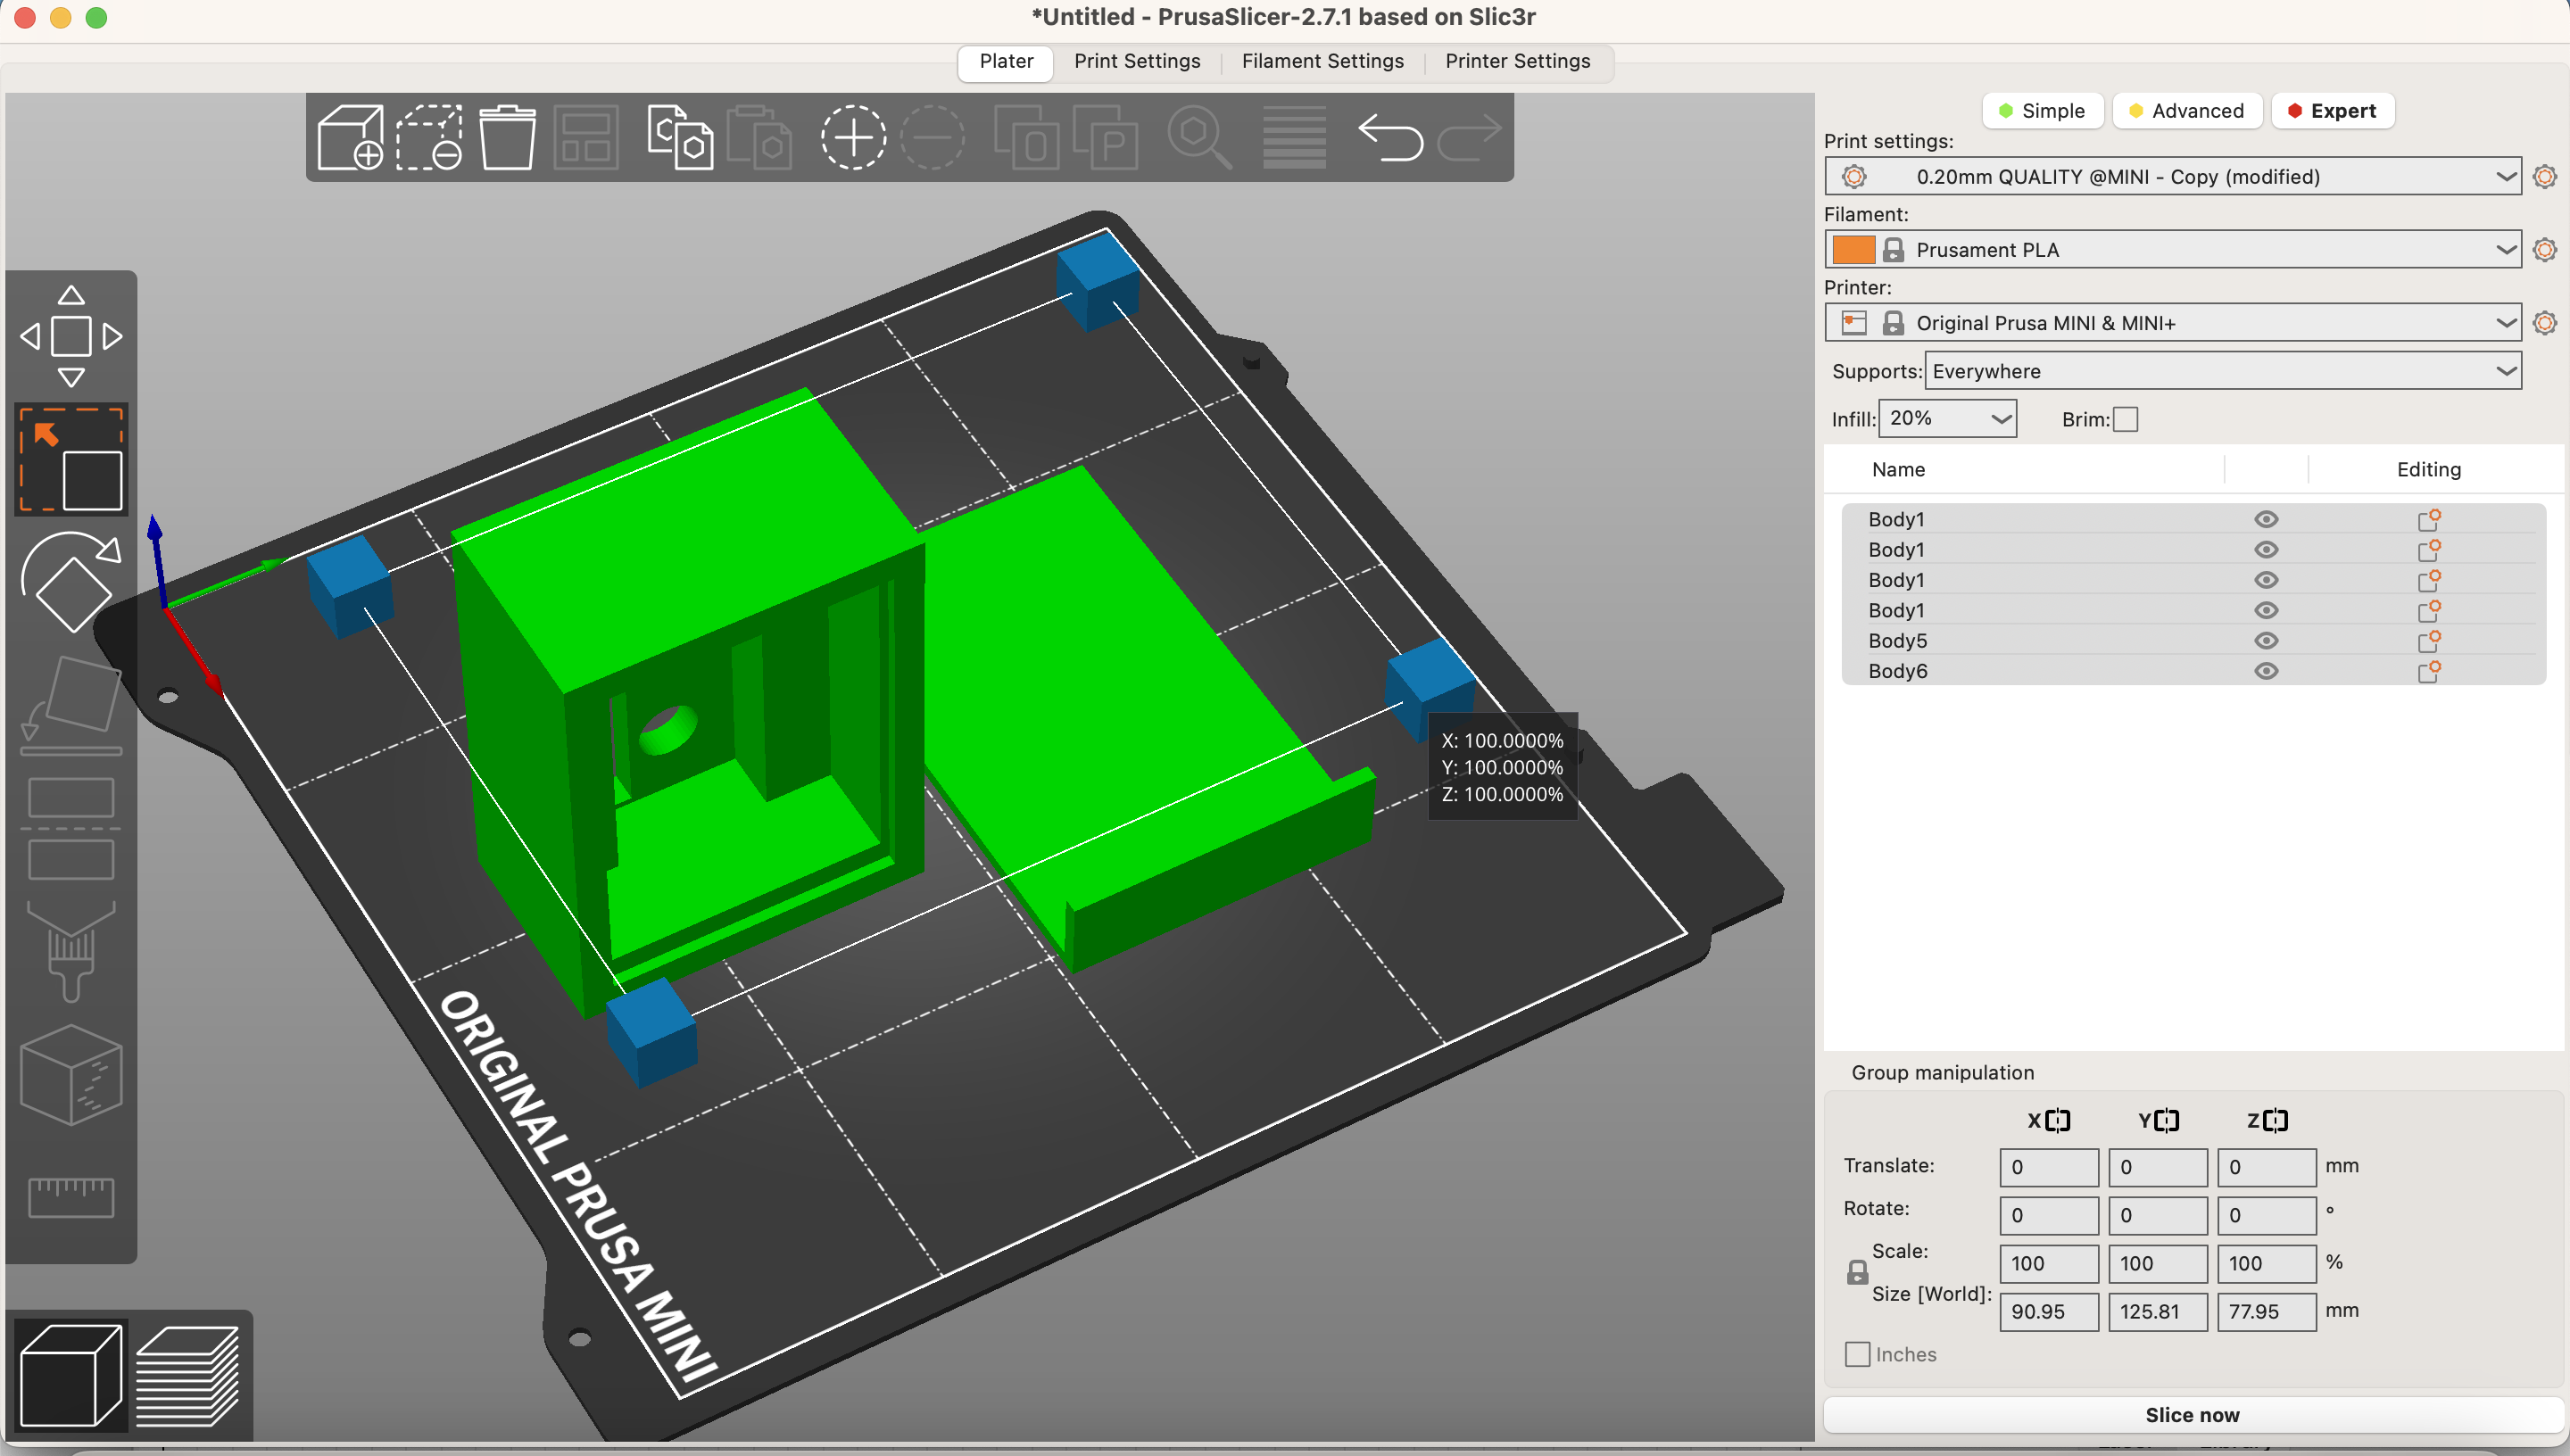 *Untitled - PrusaSlicer-2.7.1 based on Slic3r
Plater Print Settings Filament Settings Printer Settings
Simple Advanced Expert
Print settings:
0.20mm QUALITY @MINI - Copy (modified)
Filament:
Prusament PLA
Printer:
Original Prusa MINI & MINI+
Supports: Everywhere
Infill: 20% Brim:
Name Editing
Body1
Body1
Body1
Body1
Body5
Body6
X: 100.0000%
Y: 100.0000%
Z: 100.0000%
ORIGINAL PRUSA MINI
Group manipulation
X Y Z
Translate: 0 0 0 mm
Rotate: 0 0 0 °
Scale: 100 100 100 %
Size [World]: 90.95 125.81 77.95 mm
Inches
Slice now